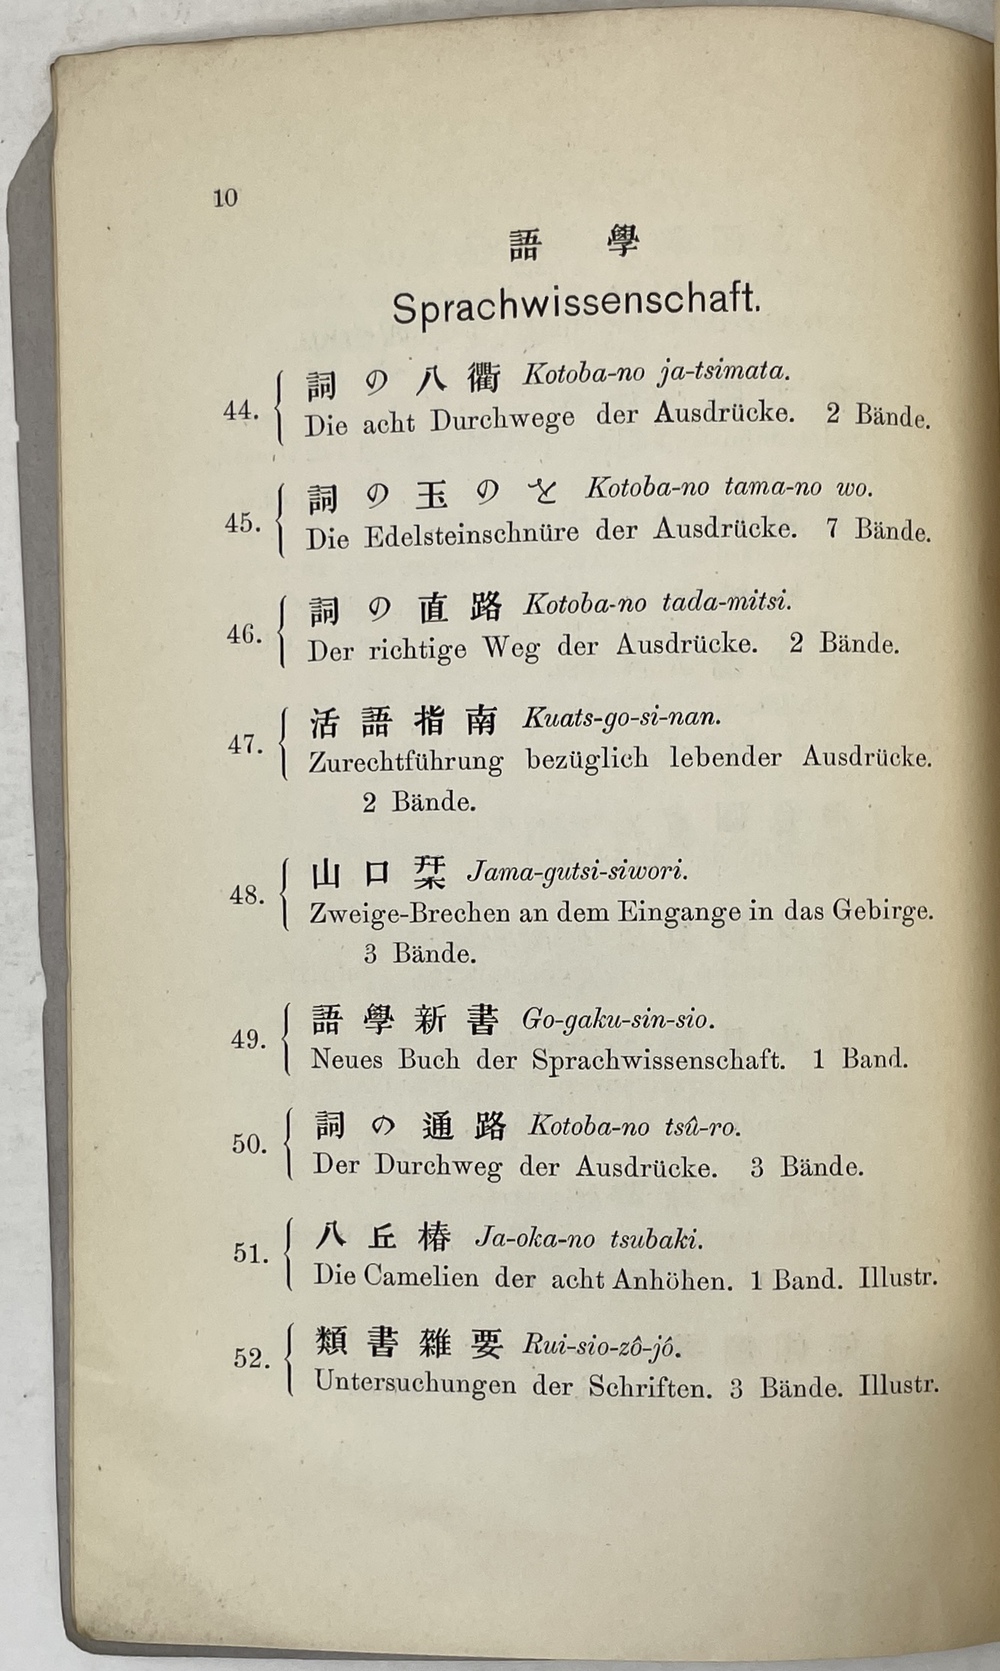 10
語 學
Sprachwissenschaft.
44. 詞の八衢 Kotoba-no ja-tsimata.
Die acht Durchwege der Ausdrücke. 2 Bände.
45. 詞の玉のを Kotoba-no tama-no wo.
Die Edelsteinschnüre der Ausdrücke. 7 Bände.
46. 詞の直路 Kotoba-no tada-mitsi.
Der richtige Weg der Ausdrücke. 2 Bände.
47. 活語指南 Kuats-go-si-nan.
Zurechtführung bezüglich lebender Ausdrücke.
2 Bände.
48. 山口栞 Jama-gutsi-siwori.
Zweige-Brechen an dem Eingange in das Gebirge.
3 Bände.
49. 語學新書 Go-gaku-sin-sio.
Neues Buch der Sprachwissenschaft. 1 Band.
50. 詞の通路 Kotoba-no tsû-ro.
Der Durchweg der Ausdrücke. 3 Bände.
51. 八丘椿 Ja-oka-no tsubaki.
Die Camelien der acht Anhöhen. 1 Band. Illustr.
52. 類書雜要 Rui-sio-zô-jó.
Untersuchungen der Schriften. 3 Bände. Illustr.